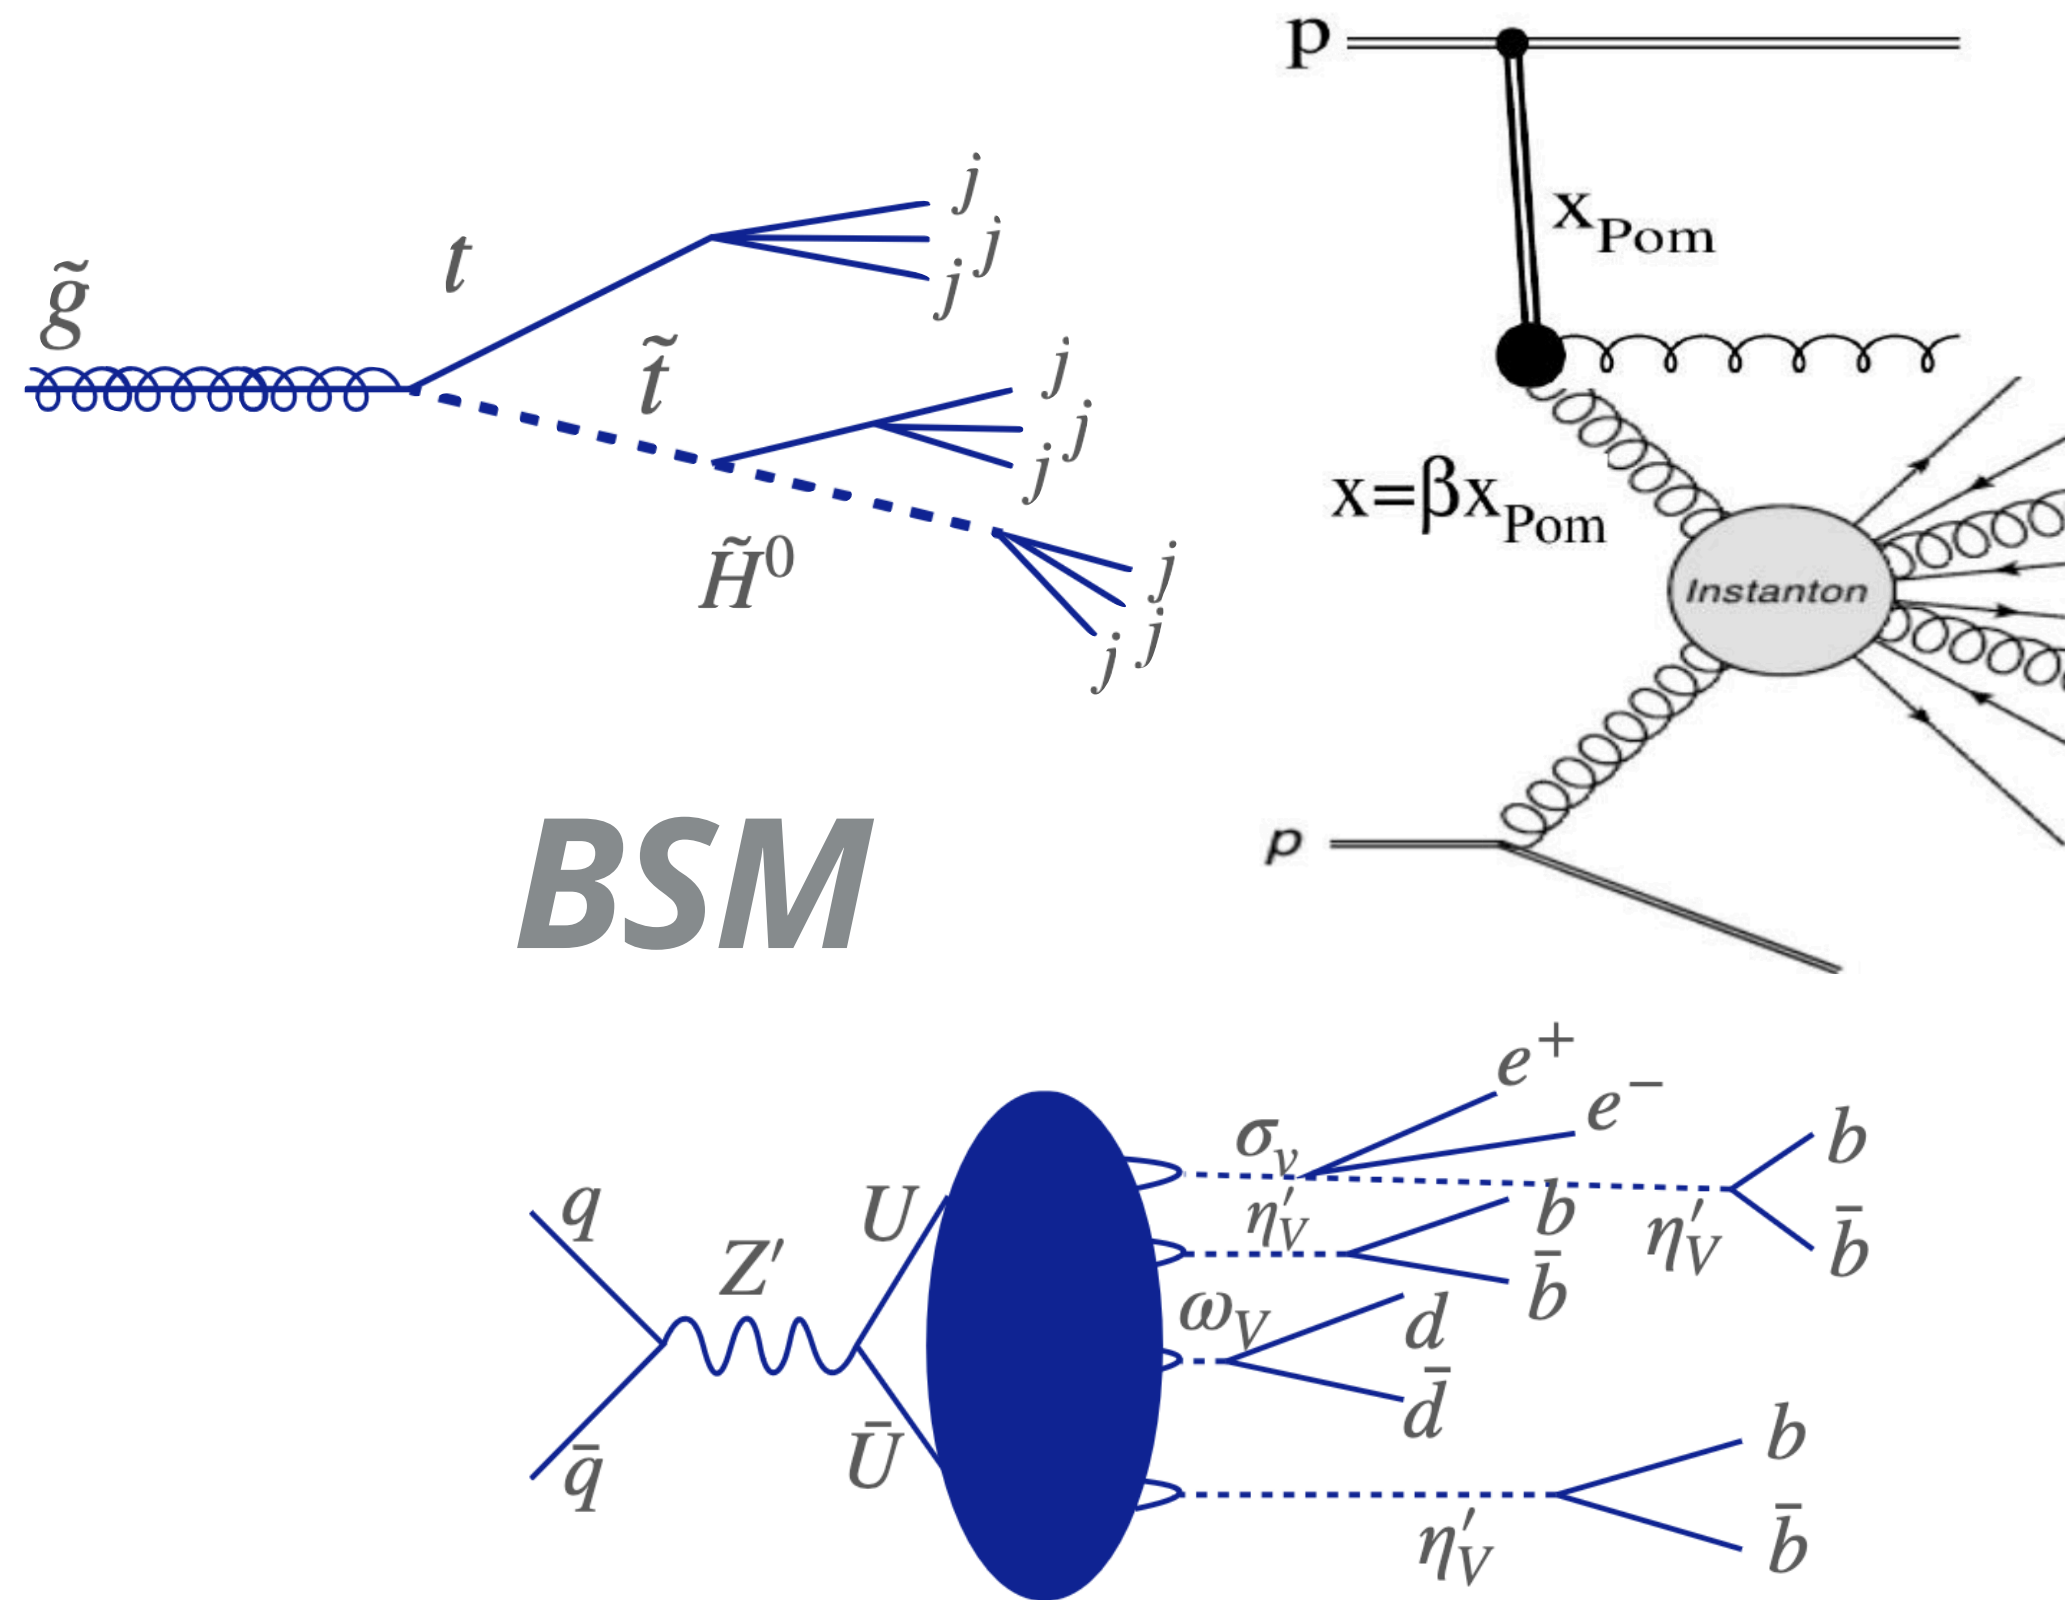 g̃
t
j
j
j
t̃
j
j
j
H̃⁰
j
j
j
p
x_Pom
x=βx_Pom
Instanton
p
BSM
q
q̄
Z′
U
Ū
σ_v
e⁺
e⁻
η′_V
b
b̄
η′_V
b
b̄
ω_V
d
d̄
η′_V
b
b̄